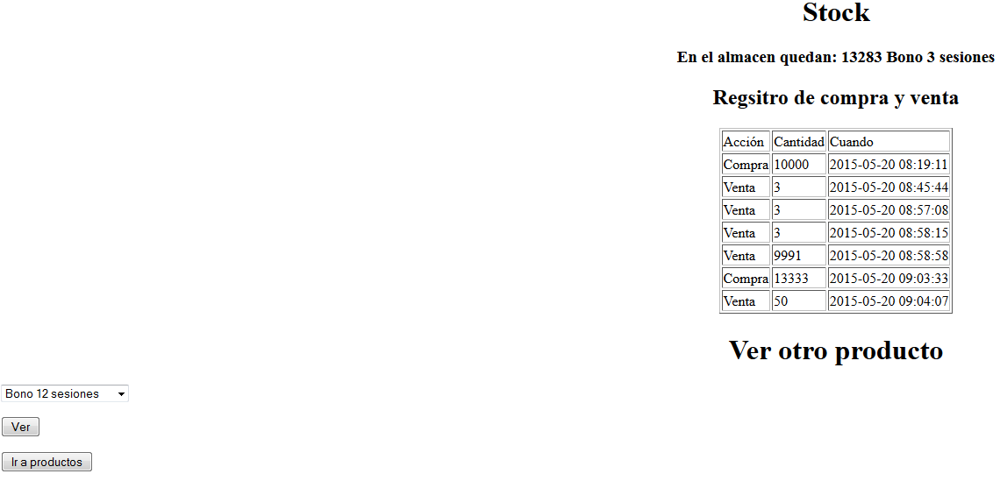 Stock
En el almacen quedan: 13283 Bono 3 sesiones
Regsitro de compra y venta
Acción Cantidad Cuando
Compra 10000 2015-05-20 08:19:11
Venta 3 2015-05-20 08:45:44
Venta 3 2015-05-20 08:57:08
Venta 3 2015-05-20 08:58:15
Venta 9991 2015-05-20 08:58:58
Compra 13333 2015-05-20 09:03:33
Venta 50 2015-05-20 09:04:07
Ver otro producto
Bono 12 sesiones
Ver
Ir a productos